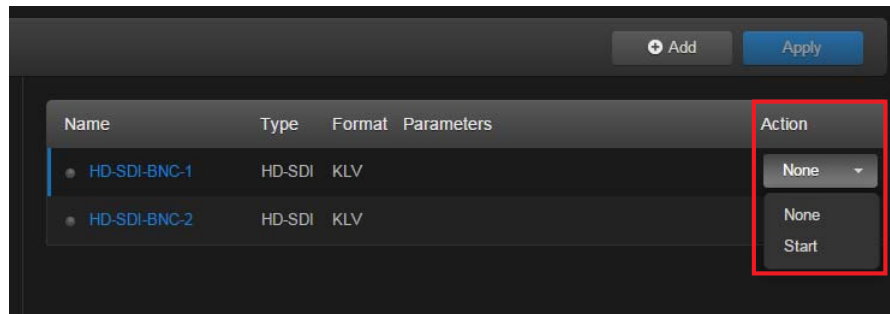 Add Apply
Name Type Format Parameters Action
HD-SDI-BNC-1 HD-SDI KLV None
HD-SDI-BNC-2 HD-SDI KLV None
Start